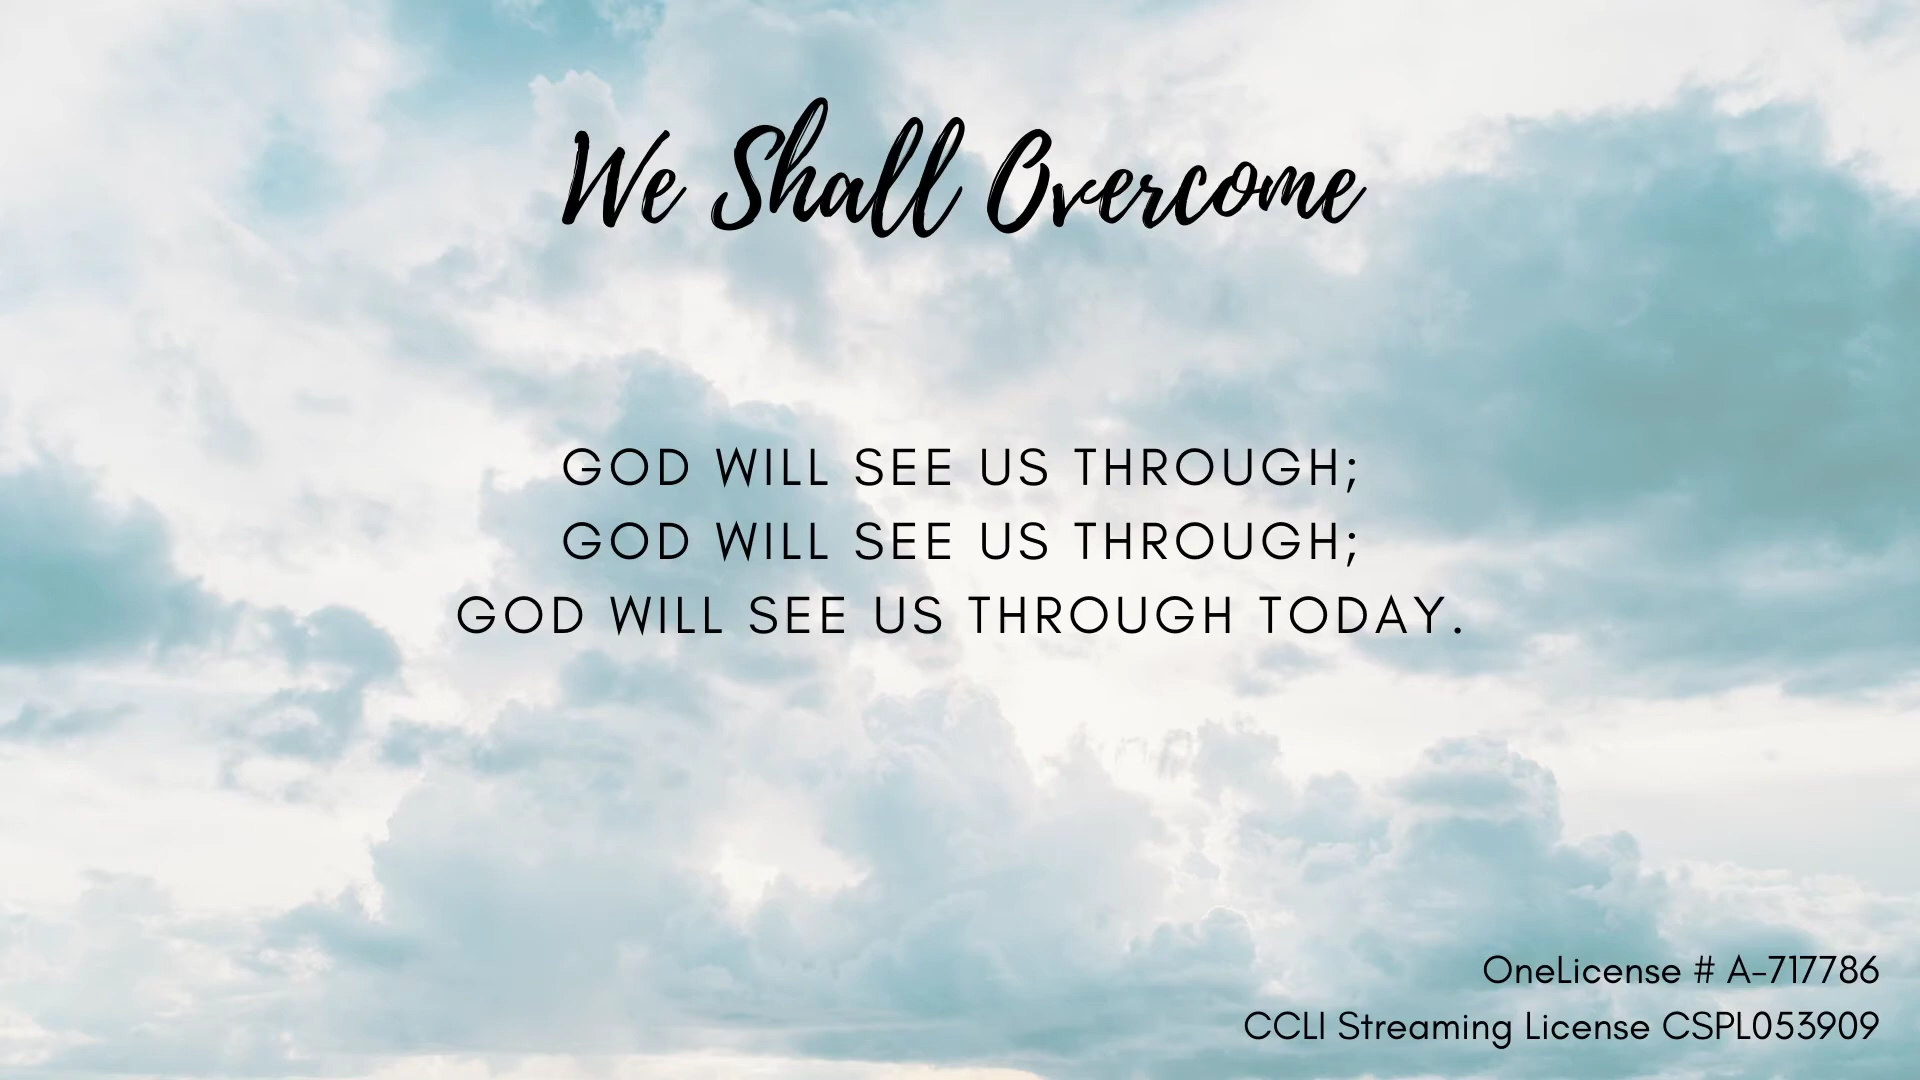 We Shall Overcome
GOD WILL SEE US THROUGH;
GOD WILL SEE US THROUGH;
GOD WILL SEE US THROUGH TODAY.
OneLicense # A-717786
CCLI Streaming License CSPL053909